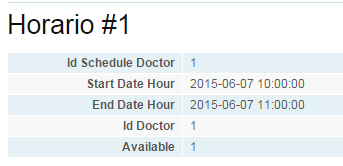 Horario #1
Id Schedule Doctor 1
Start Date Hour 2015-06-07 10:00:00
End Date Hour 2015-06-07 11:00:00
Id Doctor 1
Available 1